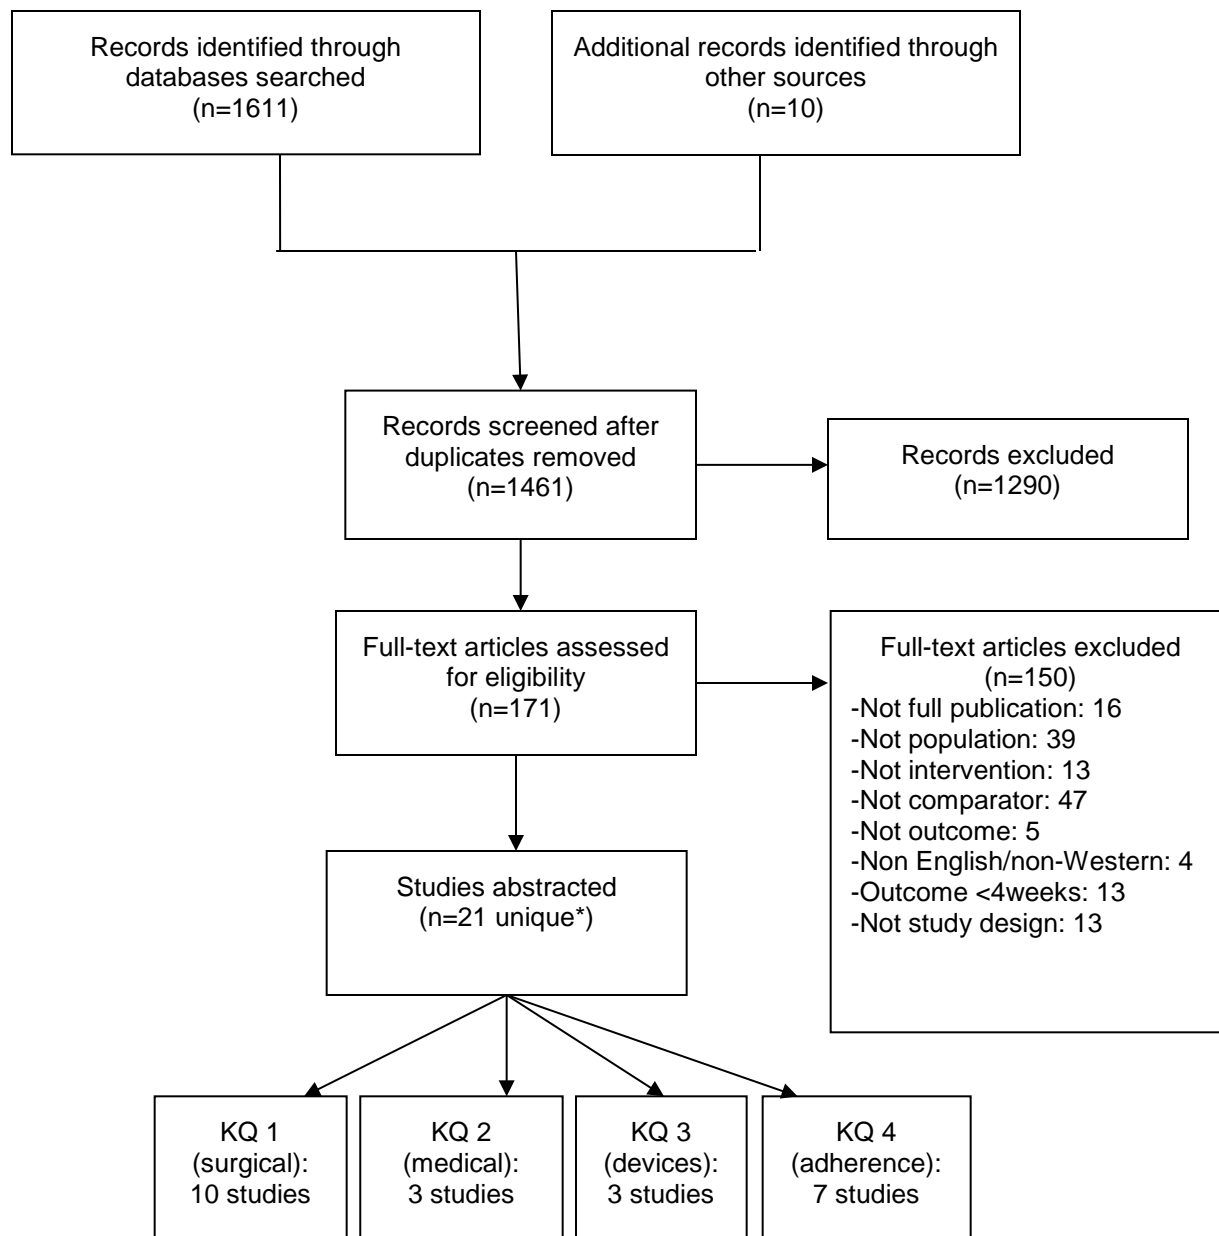 Records identified through
databases searched
(n=1611)
Additional records identified through
other sources
(n=10)
Records screened after
duplicates removed
(n=1461)
Records excluded
(n=1290)
Full-text articles assessed
for eligibility
(n=171)
Full-text articles excluded
(n=150)
-Not full publication: 16
-Not population: 39
-Not intervention: 13
-Not comparator: 47
-Not outcome: 5
-Non English/non-Western: 4
-Outcome <4weeks: 13
-Not study design: 13
Studies abstracted
(n=21 unique*)
KQ 1
(surgical):
10 studies
KQ 2
(medical):
3 studies
KQ 3
(devices):
3 studies
KQ 4
(adherence):
7 studies